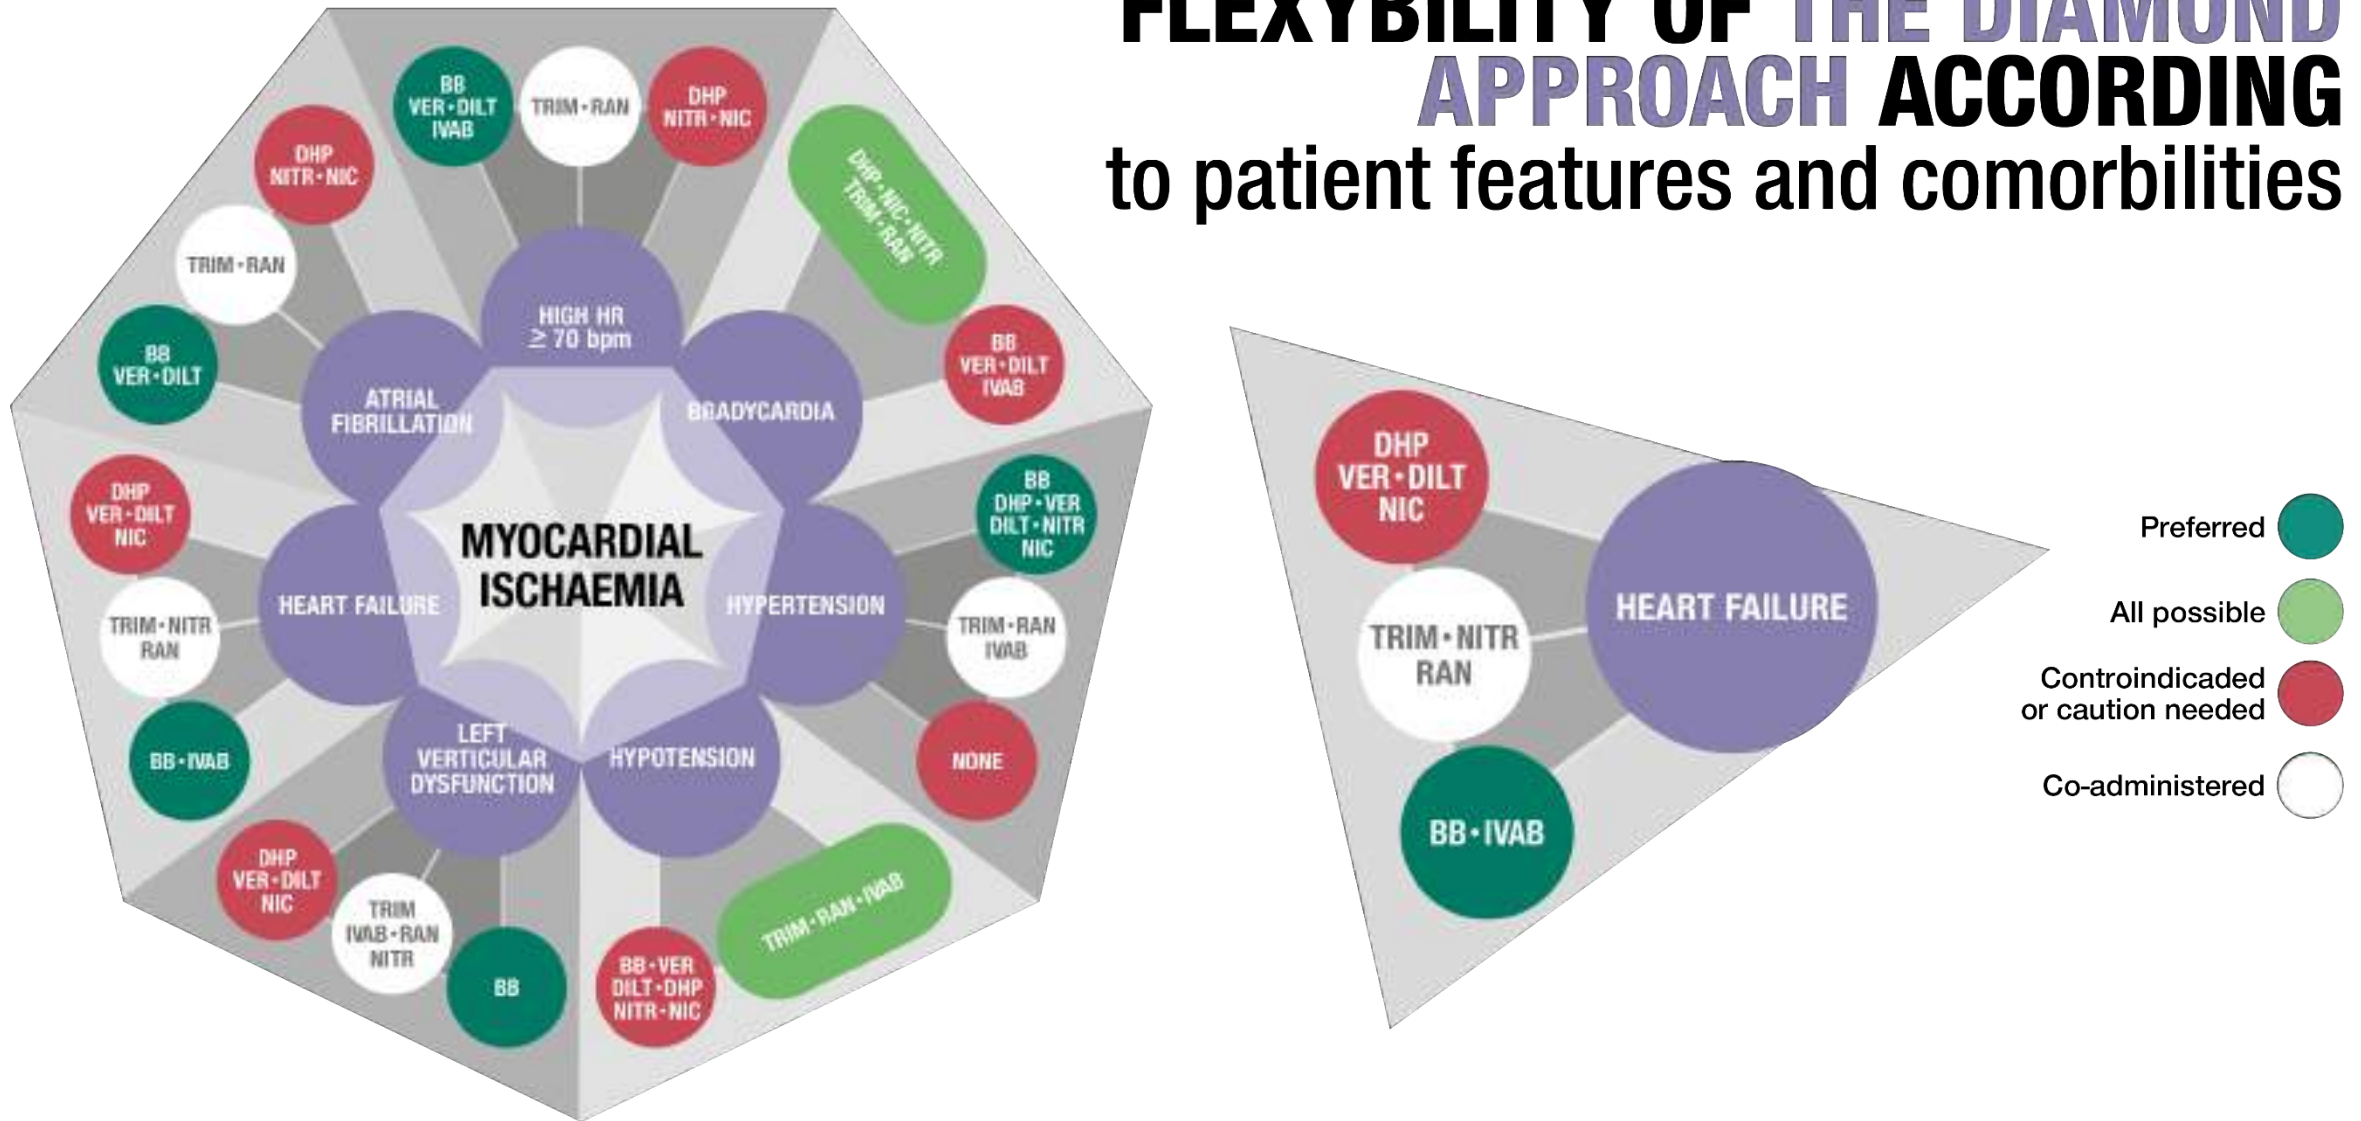 FLEXYBILITY OF THE DIAMOND
APPROACH ACCORDING
to patient features and comorbilities
BB
VER•DILT
IVAB
TRIM•RAN
DHP
NITR•NIC
HIGH HR
≥ 70 bpm
DHP•NIC•NITR
TRIM•RAN
BB
VER•DILT
IVAB
BRADYCARDIA
BB
DHP•VER
DILT•NITR
NIC
TRIM•RAN
IVAB
NONE
HYPERTENSION
TRIM•RAN•IVAB
BB•VER
DILT•DHP
NITR•NIC
HYPOTENSION
BB
TRIM
IVAB•RAN
NITR
DHP
VER•DILT
NIC
LEFT
VERTICULAR
DYSFUNCTION
BB•IVAB
TRIM•NITR
RAN
DHP
VER•DILT
NIC
HEART FAILURE
BB
VER•DILT
TRIM•RAN
DHP
NITR•NIC
ATRIAL
FIBRILLATION
MYOCARDIAL
ISCHAEMIA
DHP
VER•DILT
NIC
TRIM•NITR
RAN
BB•IVAB
HEART FAILURE
Preferred
All possible
Controindicaded
or caution needed
Co-administered